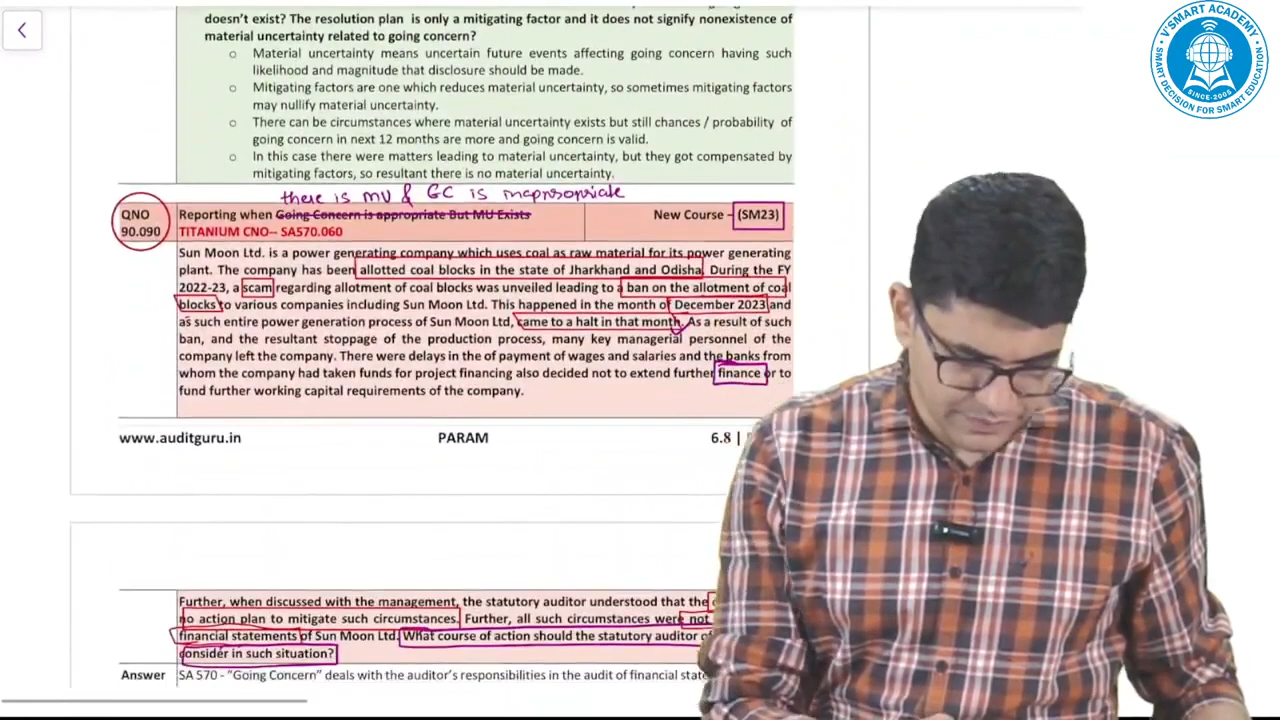 doesn't exist? The resolution plan is only a mitigating factor and it does not signify nonexistence of
material uncertainty related to going concern?
o Material uncertainty means uncertain future events affecting going concern having such
likelihood and magnitude that disclosure should be made.
o Mitigating factors are one which reduces material uncertainty, so sometimes mitigating factors
may nullify material uncertainty.
o There can be circumstances where material uncertainty exists but still chances / probability of
going concern in next 12 months are more and going concern is valid.
o In this case there were matters leading to material uncertainty, but they got compensated by
mitigating factors, so resultant there is no material uncertainty.
there is MU & GC is inappropriate
QNO
90.090
Reporting when Going Concern is appropriate But MU Exists
TITANIUM CNO-- SA570.060
New Course – (SM23)
Sun Moon Ltd. is a power generating company which uses coal as raw material for its power generating
plant. The company has been allotted coal blocks in the state of Jharkhand and Odisha. During the FY
2022-23, a scam regarding allotment of coal blocks was unveiled leading to a ban on the allotment of coal
blocks to various companies including Sun Moon Ltd. This happened in the month of December 2023 and
as such entire power generation process of Sun Moon Ltd, came to a halt in that month. As a result of such
ban, and the resultant stoppage of the production process, many key managerial personnel of the
company left the company. There were delays in the of payment of wages and salaries and the banks from
whom the company had taken funds for project financing also decided not to extend further finance or to
fund further working capital requirements of the company.
www.auditguru.in
PARAM
6.8 |
Further, when discussed with the management, the statutory auditor understood that the
no action plan to mitigate such circumstances. Further, all such circumstances were not
financial statements of Sun Moon Ltd. What course of action should the statutory auditor of
consider in such situation?
Answer
SA 570 - "Going Concern" deals with the auditor's responsibilities in the audit of financial
V'SMART ACADEMY
SINCE-2005
SMART DECISION FOR SMART EDUCATION